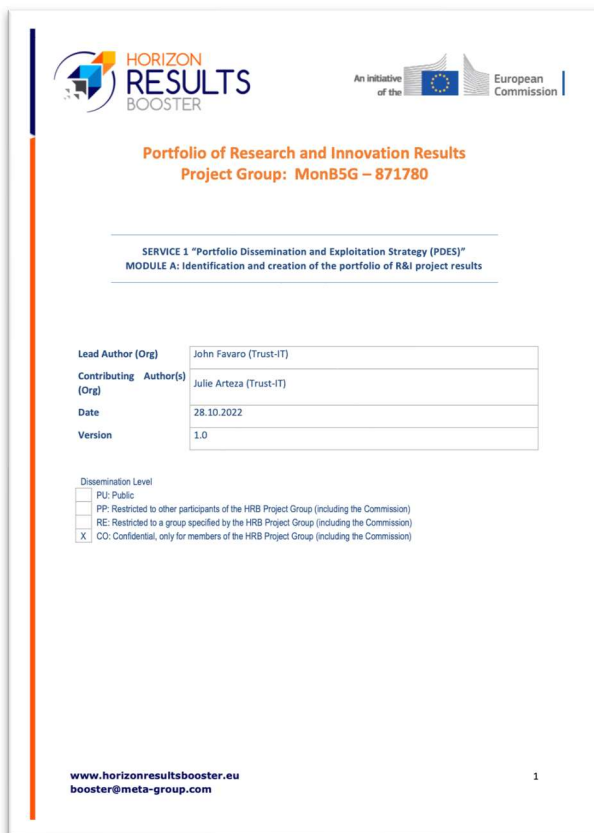 HORIZON
RESULTS
BOOSTER
An initiative
of the
European
Commission
Portfolio of Research and Innovation Results
Project Group:  MonB5G – 871780
SERVICE 1 “Portfolio Dissemination and Exploitation Strategy (PDES)”
MODULE A: Identification and creation of the portfolio of R&I project results
Lead Author (Org) John Favaro (Trust-IT)
Contributing Author(s)
(Org) Julie Arteza (Trust-IT)
Date 28.10.2022
Version 1.0
Dissemination Level
PU: Public
PP: Restricted to other participants of the HRB Project Group (including the Commission)
RE: Restricted to a group specified by the HRB Project Group (including the Commission)
X CO: Confidential, only for members of the HRB Project Group (including the Commission)
www.horizonresultsbooster.eu 1
booster@meta-group.com